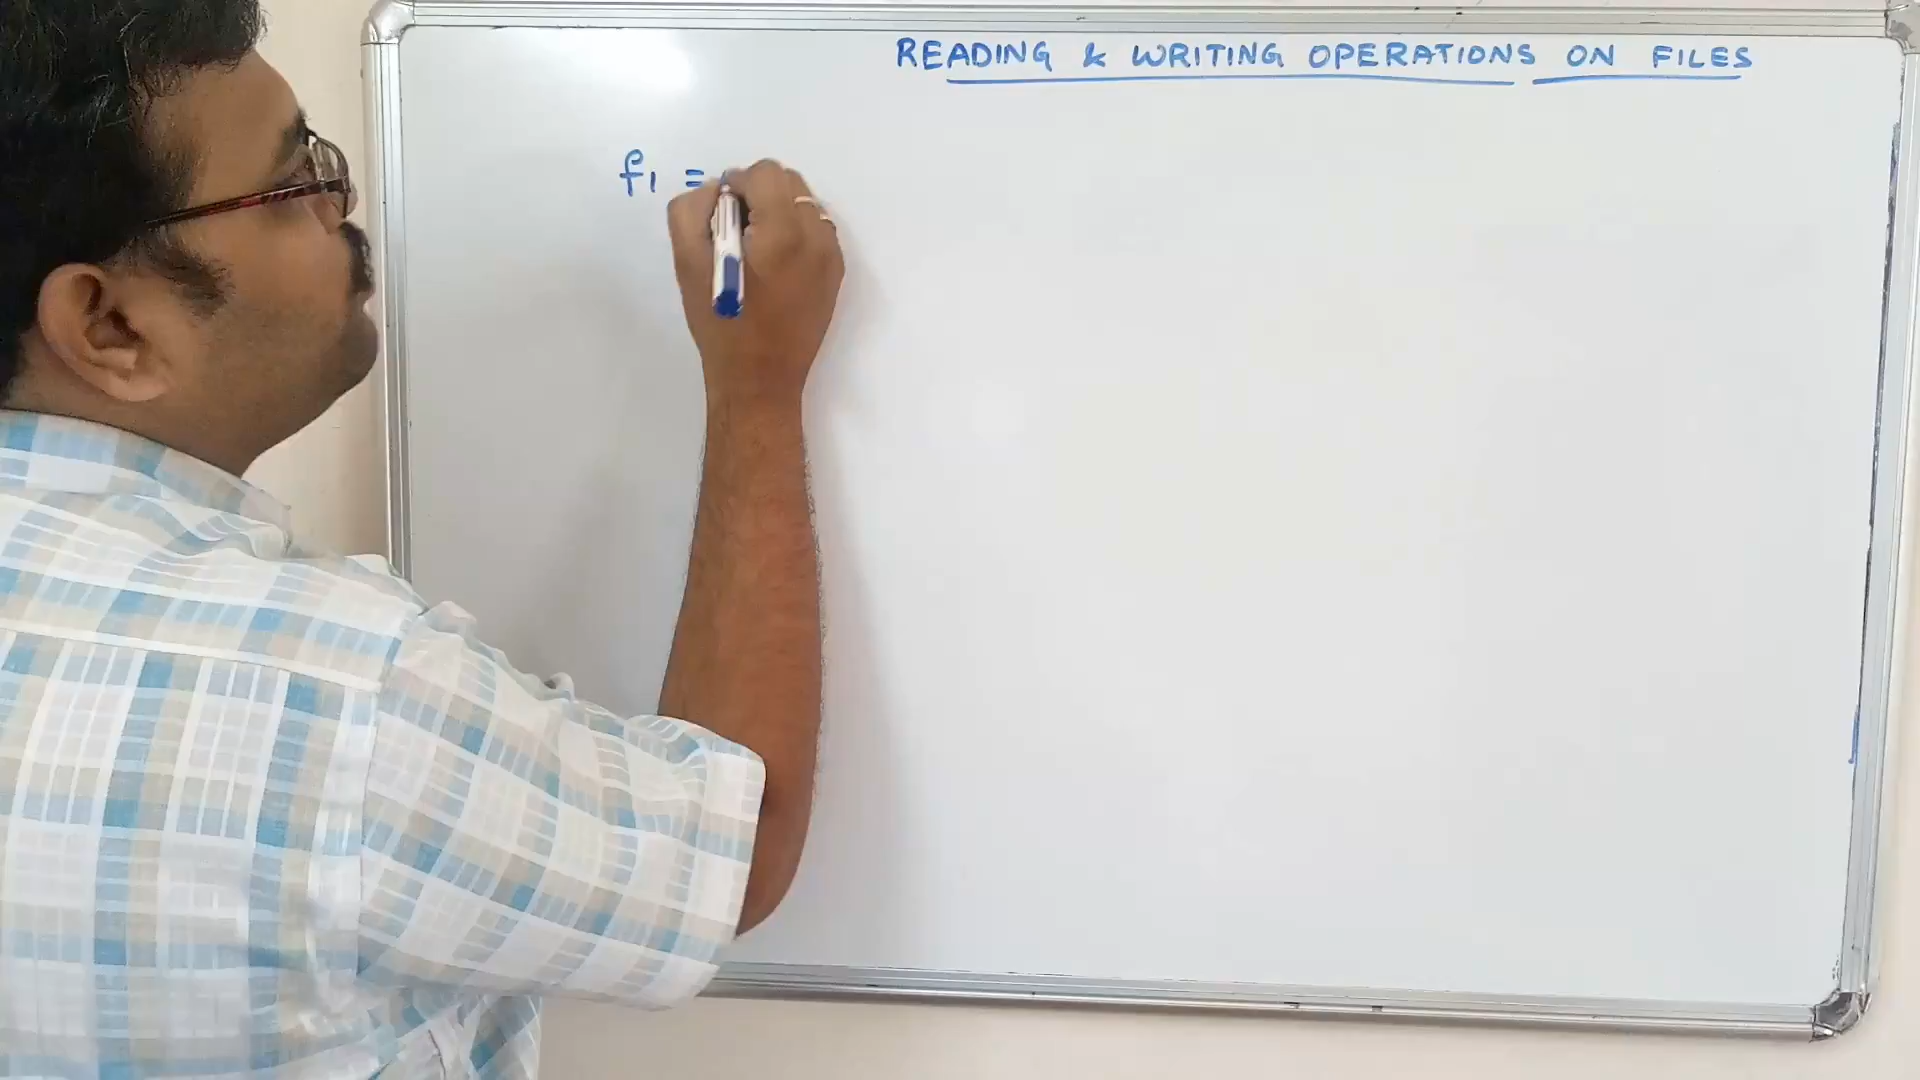 READING & WRITING OPERATIONS ON FILES
f1 =